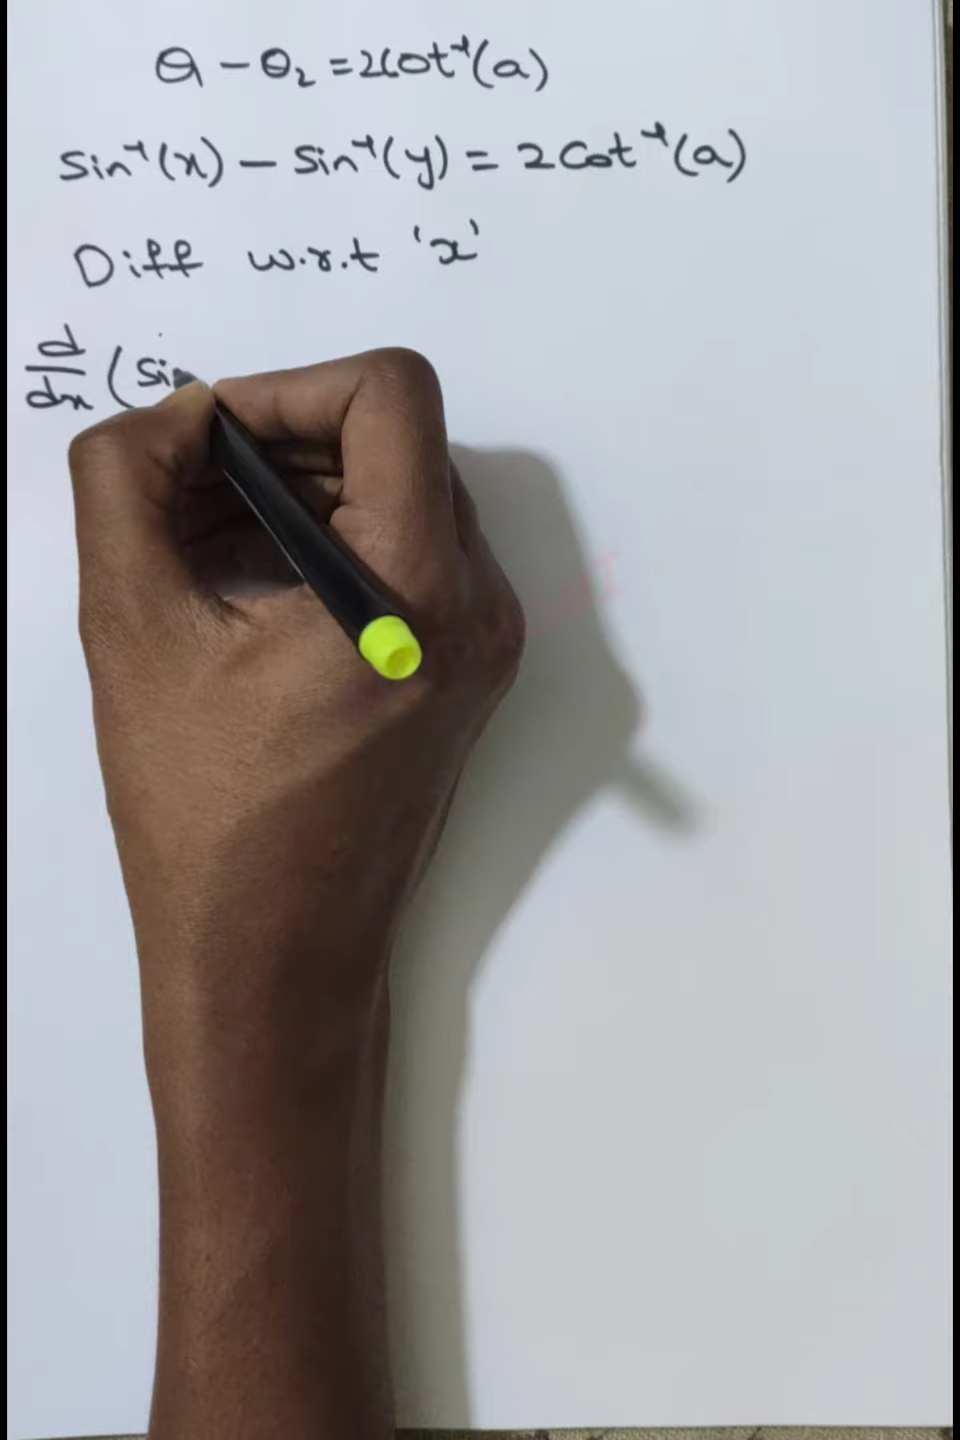 θ₁ - θ₂ = 2Cot⁻¹(a)
Sin⁻¹(x) - Sin⁻¹(y) = 2Cot⁻¹(a)
Diff w.r.t 'x'
d/dx (Si